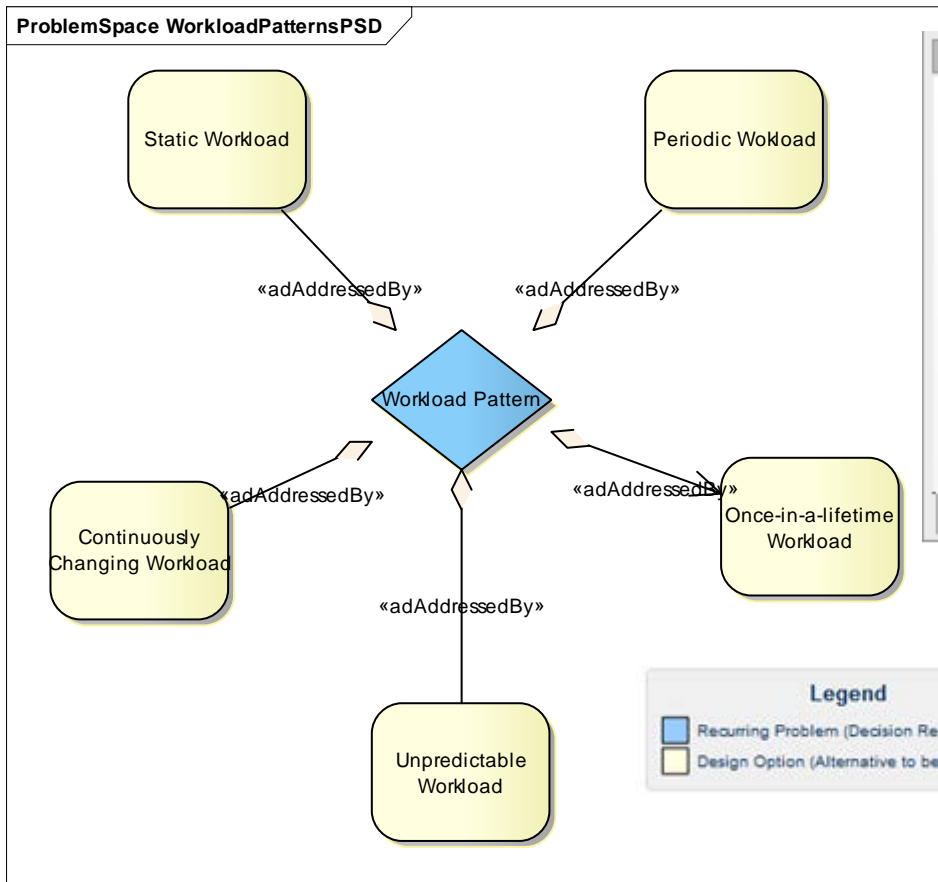 ProblemSpace WorkloadPatternsPSD
Static Workload
Periodic Wokload
«adAddressedBy»
«adAddressedBy»
Workload Pattern
«adAddressedBy»
«adAddressedBy»
Continuously
Changing Workload
Once-in-a-lifetime
Workload
«adAddressedBy»
Unpredictable
Workload
Legend
Recurring Problem (Decision Re
Design Option (Alternative to be